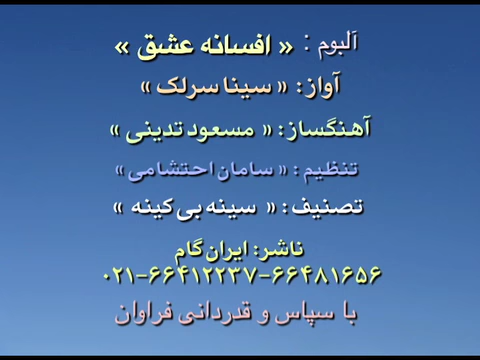 آلبوم : « افسانه عشق »
آواز: « سینا سرلک »
آهنگساز: « مسعود تدینی »
تنظیم : « سامان احتشامی »
تصنیف : « سینه بی کینه »
ناشر: ایران گام
۰۲۱-۶۶۴۱۲۲۳۷-۶۶۴۸۱۶۵۶
با سپاس و قدردانی فراوان